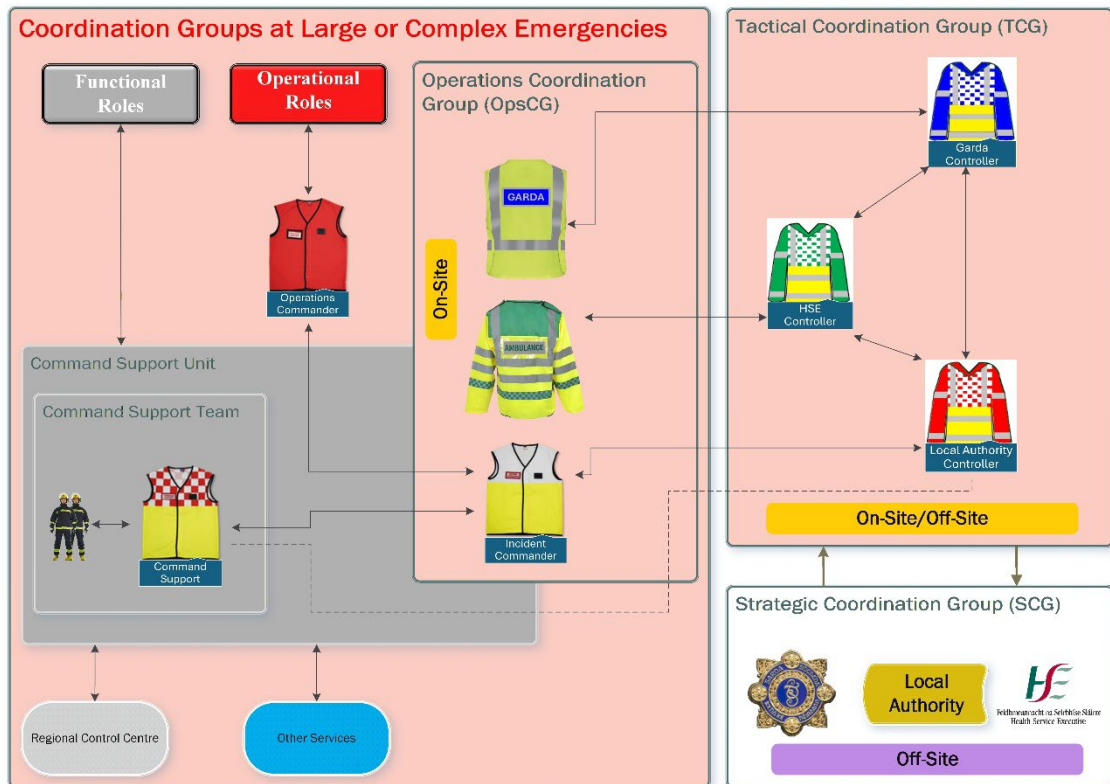 Coordination Groups at Large or Complex Emergencies
Functional
Roles
Operational
Roles
Operations Coordination
Group (OpsCG)
GARDA
On-Site
AMBULANCE
Operations
Commander
Command Support Unit
Command Support Team
Command
Support
Incident
Commander
Regional Control Centre
Other Services
Tactical Coordination Group (TCG)
Garda
Controller
HSE
Controller
Local Authority
Controller
On-Site/Off-Site
Strategic Coordination Group (SCG)
Local
Authority
Feidhmeannacht na Seirbhíse Sláinte
Health Service Executive
Off-Site